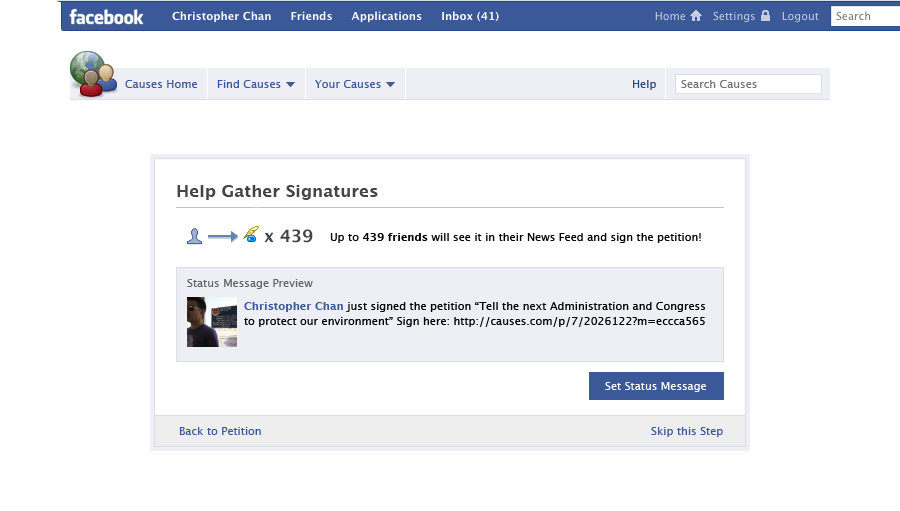 facebook Christopher Chan Friends Applications Inbox (41) Home Settings Logout Search
Causes Home Find Causes Your Causes Help Search Causes
Help Gather Signatures
x 439 Up to 439 friends will see it in their News Feed and sign the petition!
Status Message Preview
Christopher Chan just signed the petition “Tell the next Administration and Congress
to protect our environment” Sign here: http://causes.com/p/7/2026122?m=eccca565
Set Status Message
Back to Petition Skip this Step